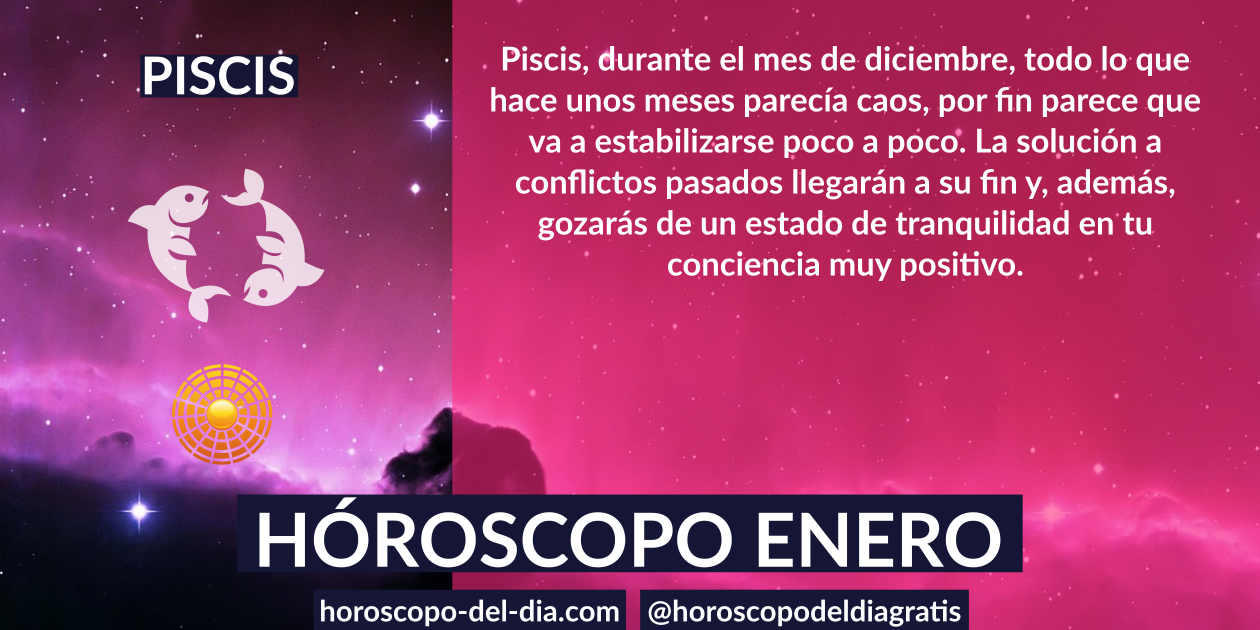 PISCIS
Piscis, durante el mes de diciembre, todo lo que
hace unos meses parecía caos, por fin parece que
va a estabilizarse poco a poco. La solución a
conflictos pasados llegarán a su fin y, además,
gozarás de un estado de tranquilidad en tu
conciencia muy positivo.
HÓROSCOPO ENERO
horoscopo-del-dia.com
@horoscopodeldiagratis